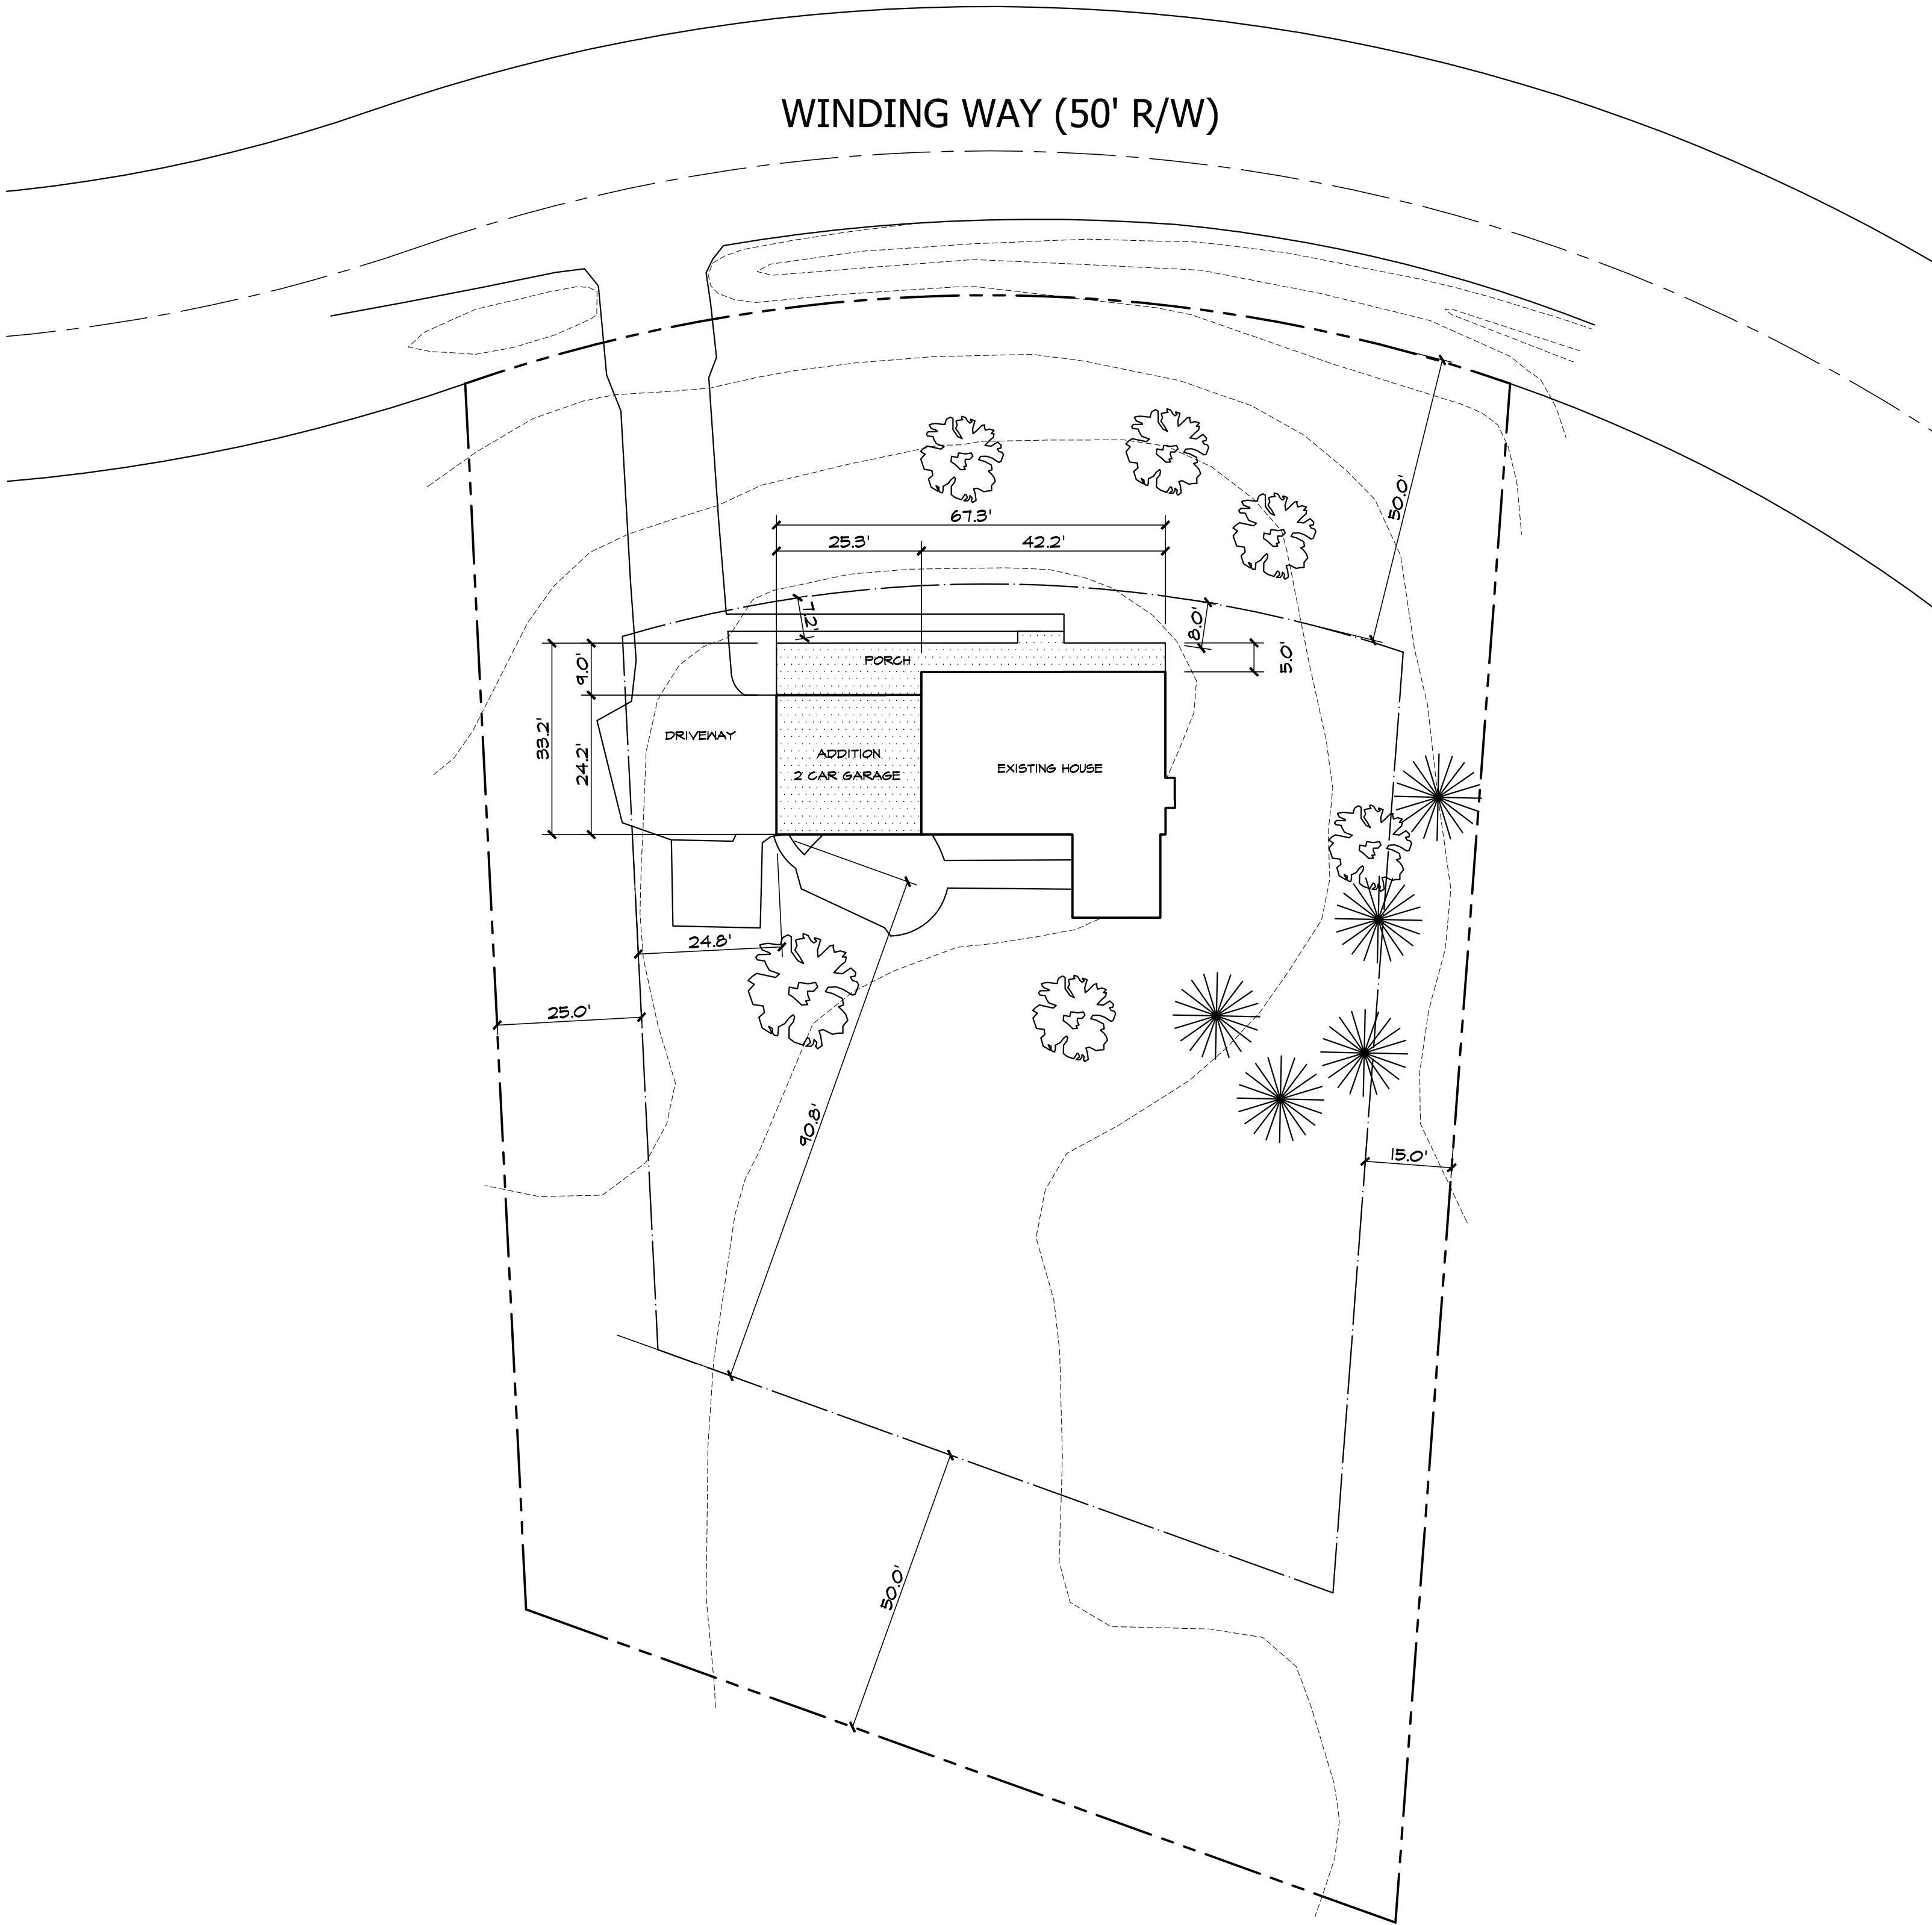 WINDING WAY (50' R/W)
50.0'
67.3'
25.3'
42.2'
7.2'
8.0'
5.0'
9.0'
PORCH
33.2'
24.2'
DRIVEWAY
ADDITION
2 CAR GARAGE
EXISTING HOUSE
24.8'
25.0'
90.8'
15.0'
50.0'